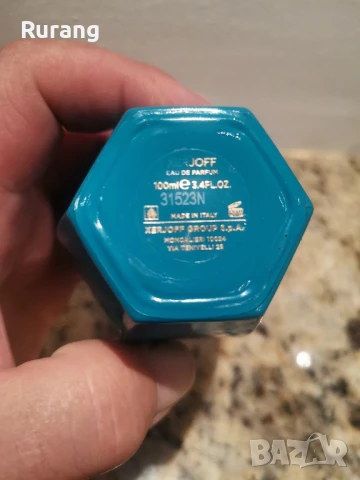 Rurang
XERJOFF
EAU DE PARFUM
100ml℮3.4FL.OZ.
31523N
MADE IN ITALY
XERJOFF GROUP S.p.A.
MONCALIERI 10024
VIA TENIVELLI 25
BAZAR